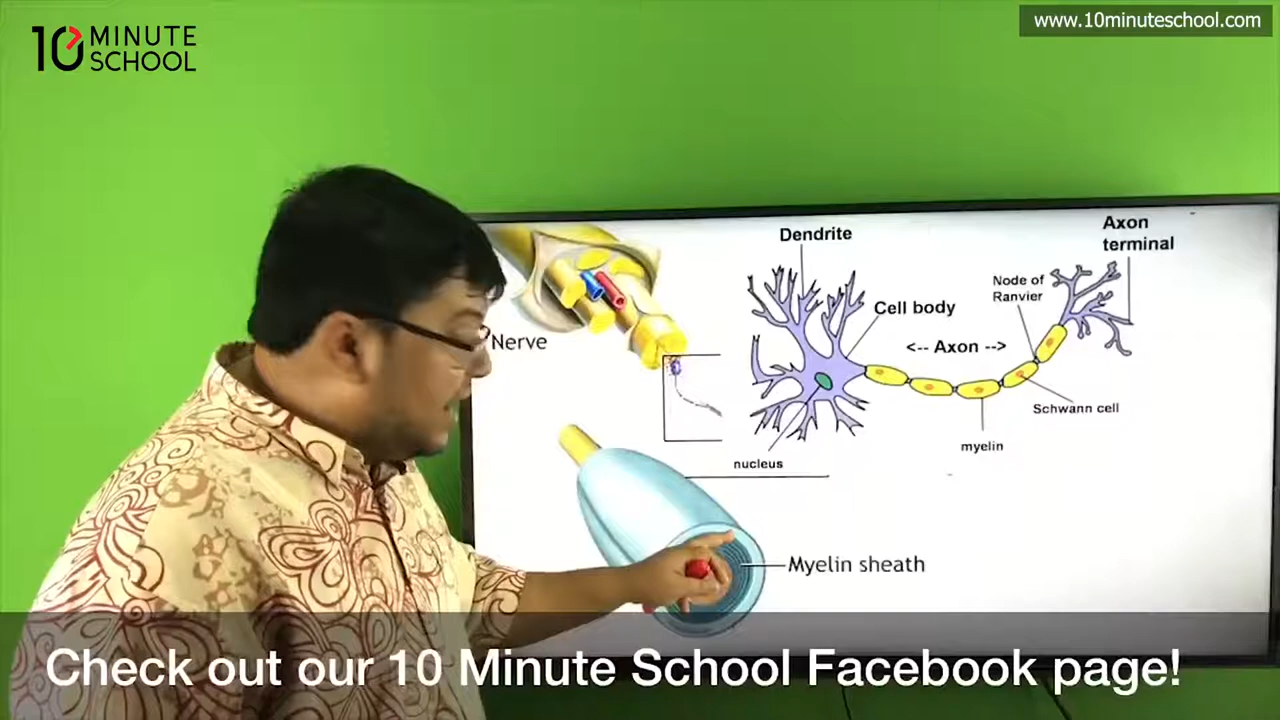 10 MINUTE
SCHOOL
www.10minuteschool.com
Nerve
Dendrite
Cell body
<-- Axon -->
Node of
Ranvier
Axon
terminal
Schwann cell
myelin
nucleus
Myelin sheath
Check out our 10 Minute School Facebook page!